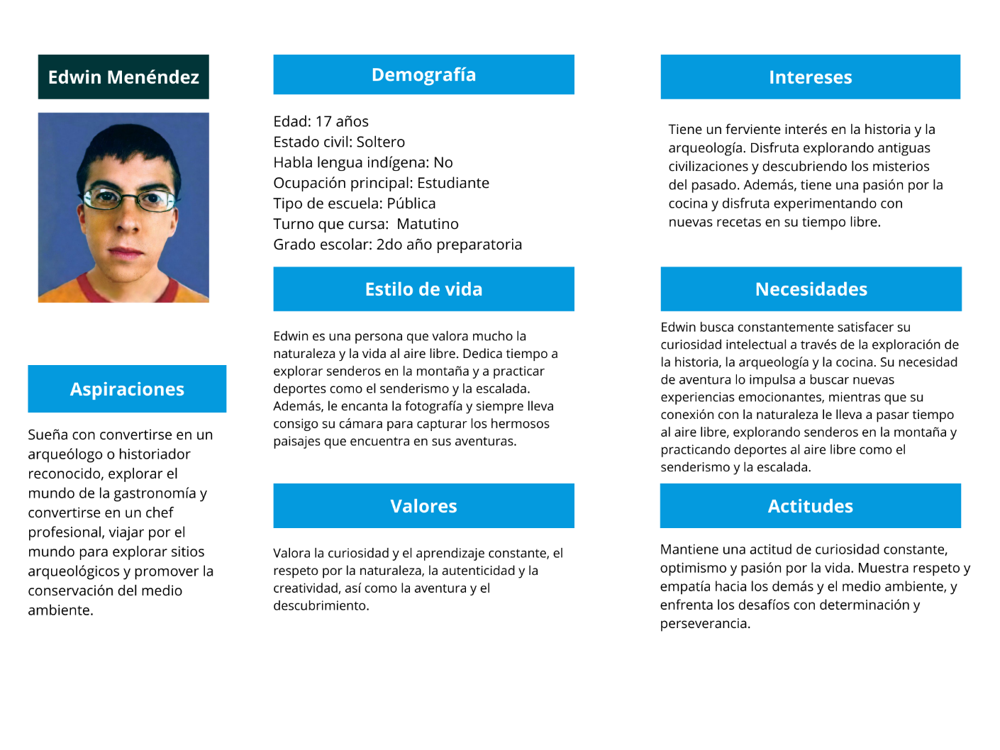 Edwin Menéndez
Aspiraciones
Sueña con convertirse en un
arqueólogo o historiador
reconocido, explorar el
mundo de la gastronomía y
convertirse en un chef
profesional, viajar por el
mundo para explorar sitios
arqueológicos y promover la
conservación del medio
ambiente.
Demografía
Edad: 17 años
Estado civil: Soltero
Habla lengua indígena: No
Ocupación principal: Estudiante
Tipo de escuela: Pública
Turno que cursa:  Matutino
Grado escolar: 2do año preparatoria
Estilo de vida
Edwin es una persona que valora mucho la
naturaleza y la vida al aire libre. Dedica tiempo a
explorar senderos en la montaña y a practicar
deportes como el senderismo y la escalada.
Además, le encanta la fotografía y siempre lleva
consigo su cámara para capturar los hermosos
paisajes que encuentra en sus aventuras.
Valores
Valora la curiosidad y el aprendizaje constante, el
respeto por la naturaleza, la autenticidad y la
creatividad, así como la aventura y el
descubrimiento.
Intereses
Tiene un ferviente interés en la historia y la
arqueología. Disfruta explorando antiguas
civilizaciones y descubriendo los misterios
del pasado. Además, tiene una pasión por la
cocina y disfruta experimentando con
nuevas recetas en su tiempo libre.
Necesidades
Edwin busca constantemente satisfacer su
curiosidad intelectual a través de la exploración de
la historia, la arqueología y la cocina. Su necesidad
de aventura lo impulsa a buscar nuevas
experiencias emocionantes, mientras que su
conexión con la naturaleza le lleva a pasar tiempo
al aire libre, explorando senderos en la montaña y
practicando deportes al aire libre como el
senderismo y la escalada.
Actitudes
Mantiene una actitud de curiosidad constante,
optimismo y pasión por la vida. Muestra respeto y
empatía hacia los demás y el medio ambiente, y
enfrenta los desafíos con determinación y
perseverancia.